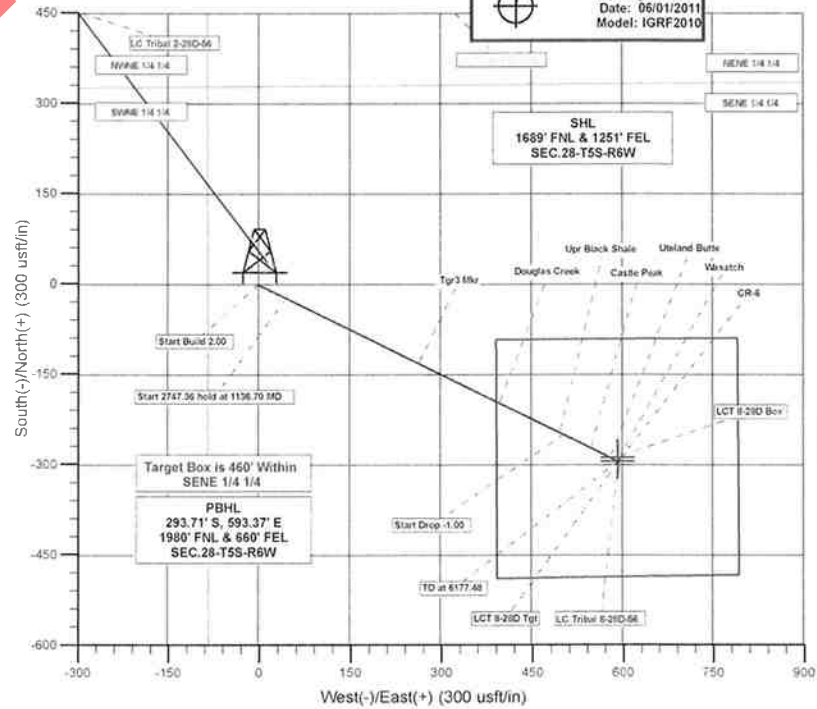 Date: 06/01/2011
Model: IGRF2010
450
LC Tribal 2-28D-56
NWNE 1/4 1/4
NENE 1/4 1/4
300
SWNE 1/4 1/4
SENE 1/4 1/4
SHL
1689' FNL & 1251' FEL
SEC.28-T5S-R6W
150
Upr Black Shale
Uteland Butte
Douglas Creek
Castle Peak
Wasatch
Tgr3 Mkr
CR-6
0
Start Build 2.00
-150
Start 2747.36 hold at 1136.70 MD
LCT 8-28D Box
-300
Target Box is 460' Within
SENE 1/4 1/4
PBHL
293.71' S, 593.37' E
1980' FNL & 660' FEL
SEC.28-T5S-R6W
Start Drop -1.00
-450
TD at 6177.48
LCT 8-28D Tgt
LC Tribal 8-28D-56
-600
-300
-150
0
150
300
450
600
750
900
South(-)/North(+) (300 usft/in)
West(-)/East(+) (300 usft/in)